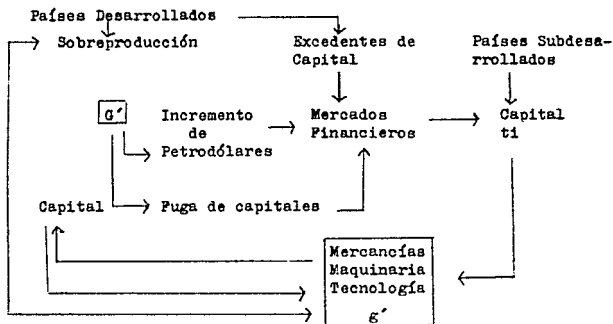 Países Desarrollados
Sobreproducción
Excedentes de
Capital
Países Subdesa-
rrollados
G'
Incremento
de
Petrodólares
Mercados
Financieros
Capital
ti
Capital
Fuga de capitales
Mercancías
Maquinaria
Tecnología
g'